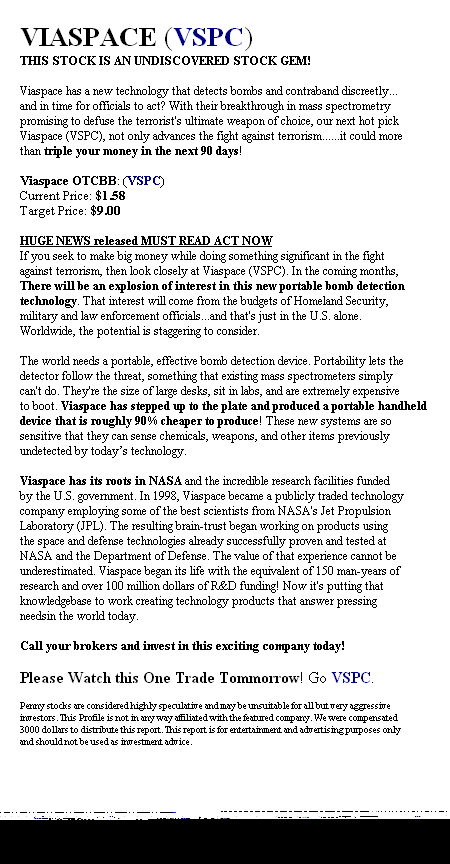 VIASPACE (VSPC)
THIS STOCK IS AN UNDISCOVERED STOCK GEM!
Viaspace has a new technology that detects bombs and contraband discreetly...
and in time for officials to act? With their breakthrough in mass spectrometry
promising to defuse the terrorist's ultimate weapon of choice, our next hot pick
Viaspace (VSPC), not only advances the fight against terrorism......it could more
than triple your money in the next 90 days!
Viaspace OTCBB: (VSPC)
Current Price: $1.58
Target Price: $9.00
HUGE NEWS released MUST READ ACT NOW
If you seek to make big money while doing something significant in the fight
against terrorism, then look closely at Viaspace (VSPC). In the coming months,
There will be an explosion of interest in this new portable bomb detection
technology. That interest will come from the budgets of Homeland Security,
military and law enforcement officials...and that's just in the U.S. alone.
Worldwide, the potential is staggering to consider.
The world needs a portable, effective bomb detection device. Portability lets the
detector follow the threat, something that existing mass spectrometers simply
can't do. They're the size of large desks, sit in labs, and are extremely expensive
to boot. Viaspace has stepped up to the plate and produced a portable handheld
device that is roughly 90% cheaper to produce! These new systems are so
sensitive that they can sense chemicals, weapons, and other items previously
undetected by today's technology.
Viaspace has its roots in NASA and the incredible research facilities funded
by the U.S. government. In 1998, Viaspace became a publicly traded technology
company employing some of the best scientists from NASA's Jet Propulsion
Laboratory (JPL). The resulting brain-trust began working on products using
the space and defense technologies already successfully proven and tested at
NASA and the Department of Defense. The value of that experience cannot be
underestimated. Viaspace began its life with the equivalent of 150 man-years of
research and over 100 million dollars of R&D funding! Now it's putting that
knowledgebase to work creating technology products that answer pressing
needsin the world today.
Call your brokers and invest in this exciting company today!
Please Watch this One Trade Tommorrow! Go VSPC.
Penny stocks are considered highly speculative and may be unsuitable for all but very aggressive
investors. This Profile is not in any way affiliated with the featured company. We were compensated
3000 dollars to distribute this report. This report is for entertainment and advertising purposes only
and should not be used as investment advice.